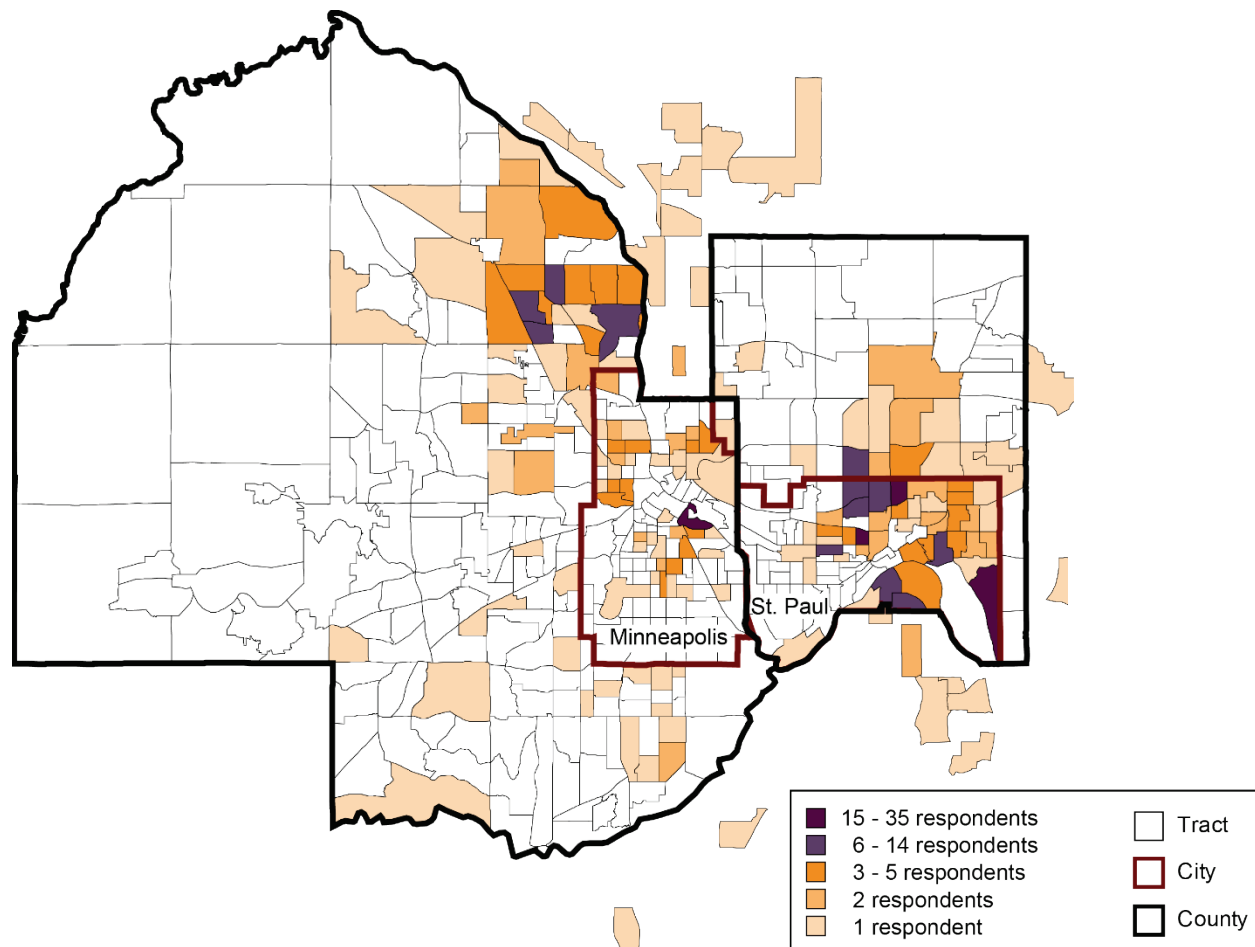 St. Paul
Minneapolis
15 - 35 respondents
6 - 14 respondents
3 - 5 respondents
2 respondents
1 respondent
Tract
City
County